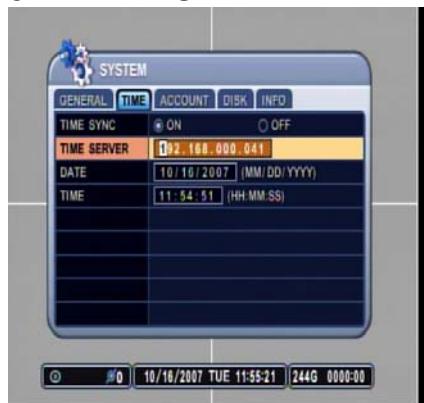 SYSTEM
GENERAL TIME ACCOUNT DISK INFO
TIME SYNC ON OFF
TIME SERVER 192.168.000.041
DATE 10/16/2007 (MM/DD/YYYY)
TIME 11:54:51 (HH:MM:SS)
0 10/16/2007 TUE 11:55:21 244G 0000:00